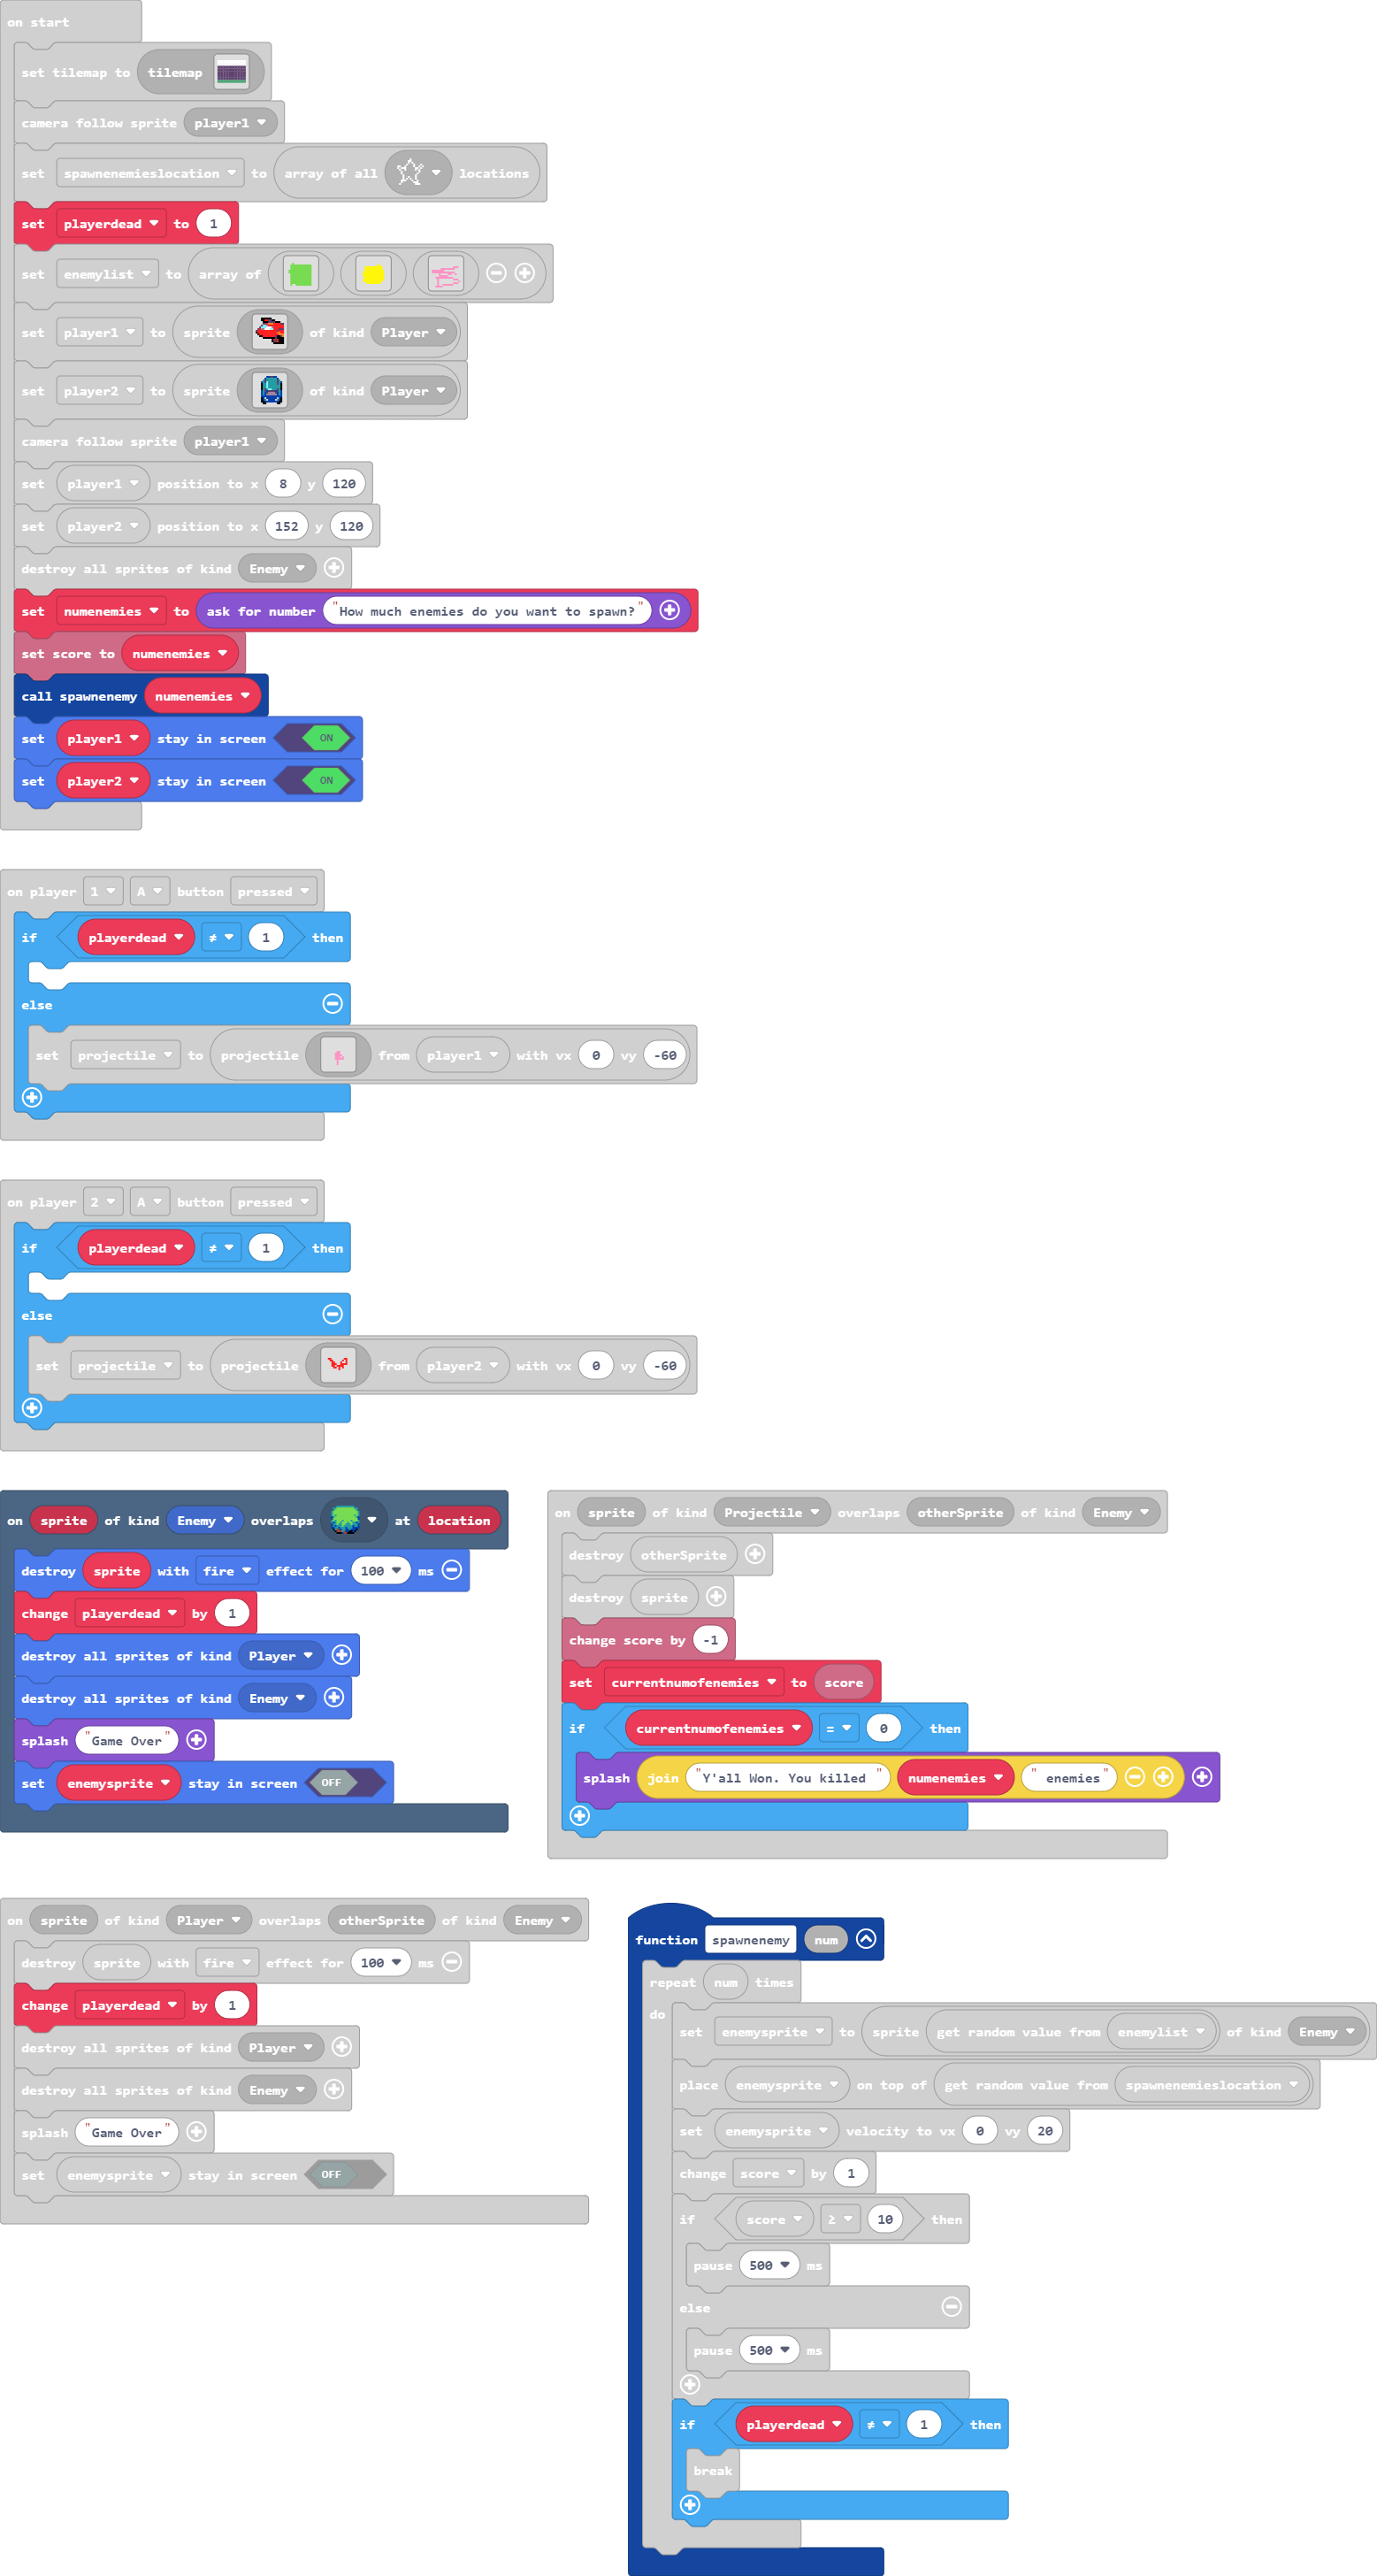 on start
set tilemap to tilemap
camera follow sprite player1
set spawnenemieslocation to array of all locations
set playerdead to 1
set enemylist to array of
set player1 to sprite of kind Player
set player2 to sprite of kind Player
camera follow sprite player1
set player1 position to x 8 y 120
set player2 position to x 152 y 120
destroy all sprites of kind Enemy
set numenemies to ask for number "How much enemies do you want to spawn?"
set score to numenemies
call spawnenemy numenemies
set player1 stay in screen ON
set player2 stay in screen ON
on player 1 A button pressed
if playerdead ≠ 1 then
else
set projectile to projectile from player1 with vx 0 vy -60
on player 2 A button pressed
if playerdead ≠ 1 then
else
set projectile to projectile from player2 with vx 0 vy -60
on sprite of kind Enemy overlaps at location
destroy sprite with fire effect for 100 ms
change playerdead by 1
destroy all sprites of kind Player
destroy all sprites of kind Enemy
splash "Game Over"
set enemysprite stay in screen OFF
on sprite of kind Projectile overlaps otherSprite of kind Enemy
destroy otherSprite
destroy sprite
change score by -1
set currentnumofenemies to score
if currentnumofenemies = 0 then
splash join "Y'all Won. You killed " numenemies " enemies"
on sprite of kind Player overlaps otherSprite of kind Enemy
destroy sprite with fire effect for 100 ms
change playerdead by 1
destroy all sprites of kind Player
destroy all sprites of kind Enemy
splash "Game Over"
set enemysprite stay in screen OFF
function spawnenemy num
repeat num times
do
set enemysprite to sprite get random value from enemylist of kind Enemy
place enemysprite on top of get random value from spawnenemieslocation
set enemysprite velocity to vx 0 vy 20
change score by 1
if score ≥ 10 then
pause 500 ms
else
pause 500 ms
if playerdead ≠ 1 then
break